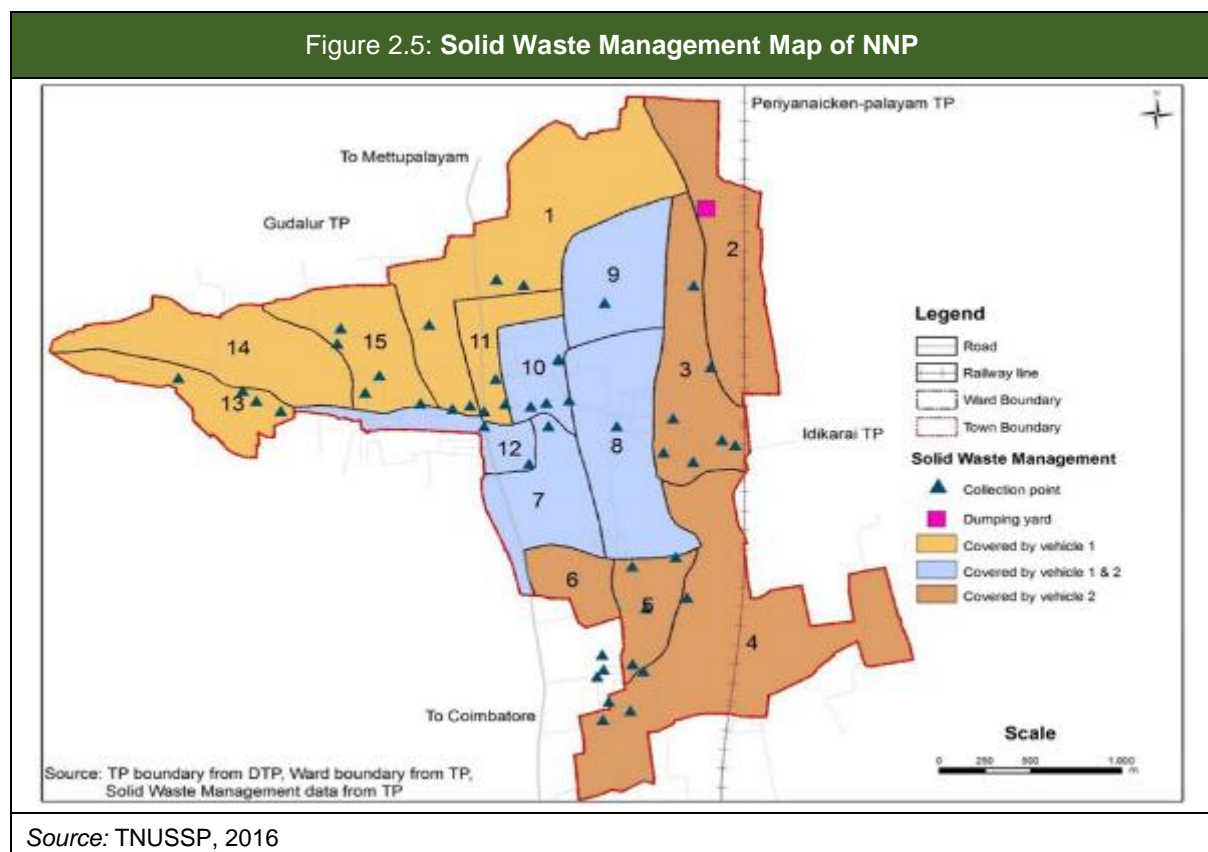 Figure 2.5: Solid Waste Management Map of NNP
Periyanaicken-palayam TP
N
To Mettupalayam
Gudalur TP
1
2
9
14
15
11
10
3
13
12
8
7
6
5
4
Idikarai TP
To Coimbatore
Legend
Road
Railway line
Ward Boundary
Town Boundary
Solid Waste Management
Collection point
Dumping yard
Covered by vehicle 1
Covered by vehicle 1 & 2
Covered by vehicle 2
Scale
0 250 500 1,000
m
Source: TP boundary from DTP, Ward boundary from TP,
Solid Waste Management data from TP
Source: TNUSSP, 2016